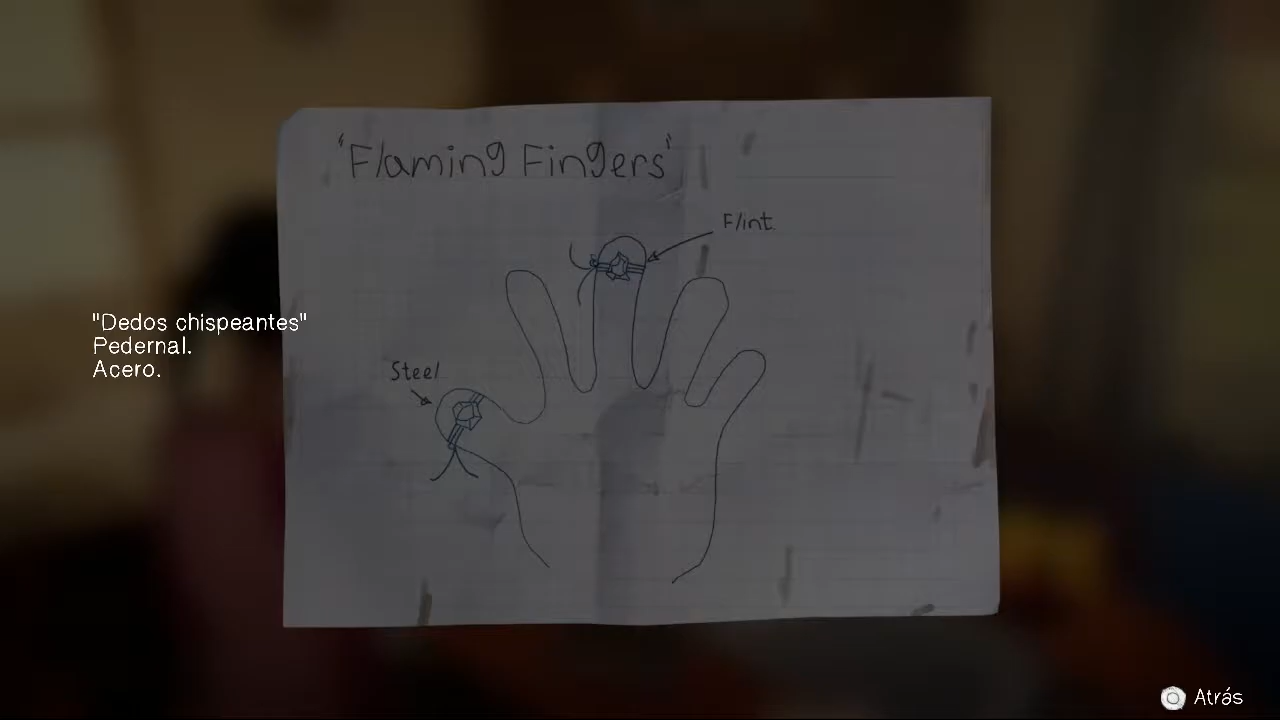 'Flaming Fingers'
Flint
"Dedos chispeantes"
Pedernal.
Acero.
Steel
Atrás